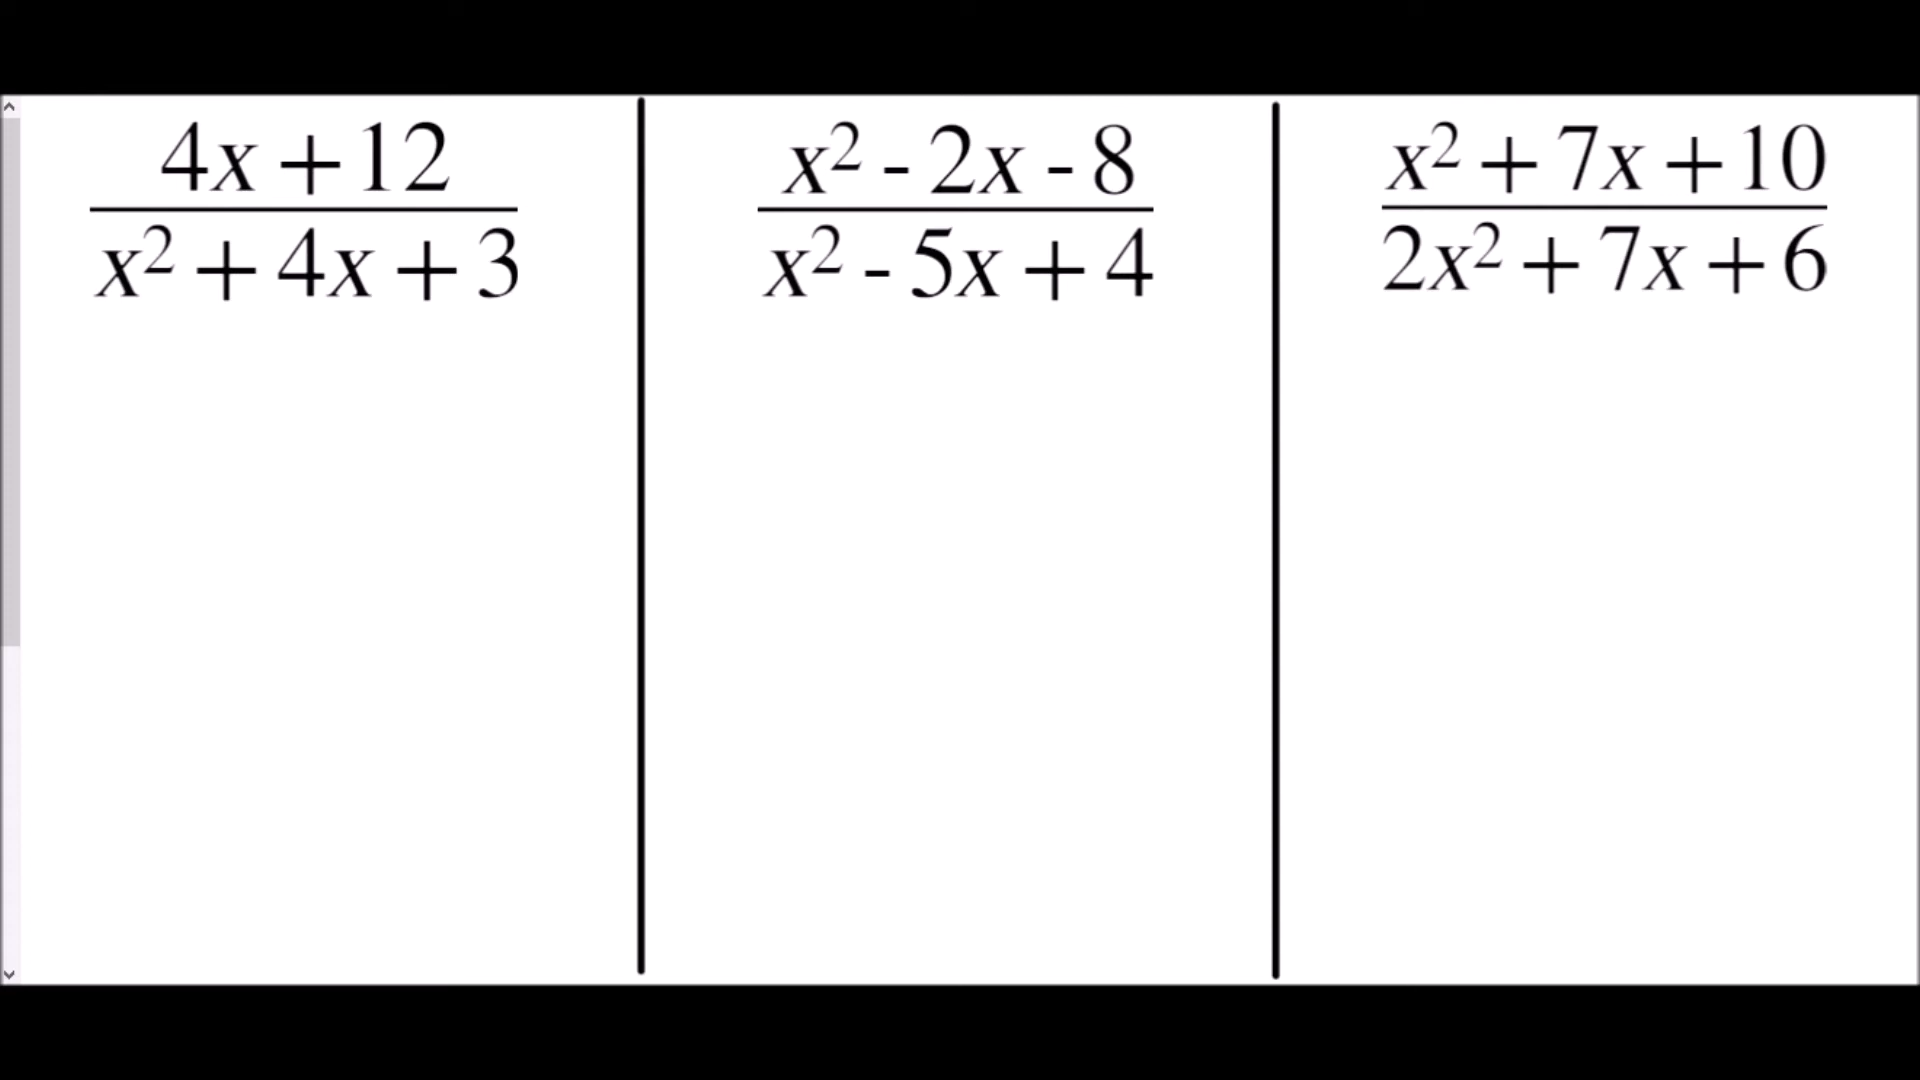 4x + 12
x² + 4x + 3
x² - 2x - 8
x² - 5x + 4
x² + 7x + 10
2x² + 7x + 6